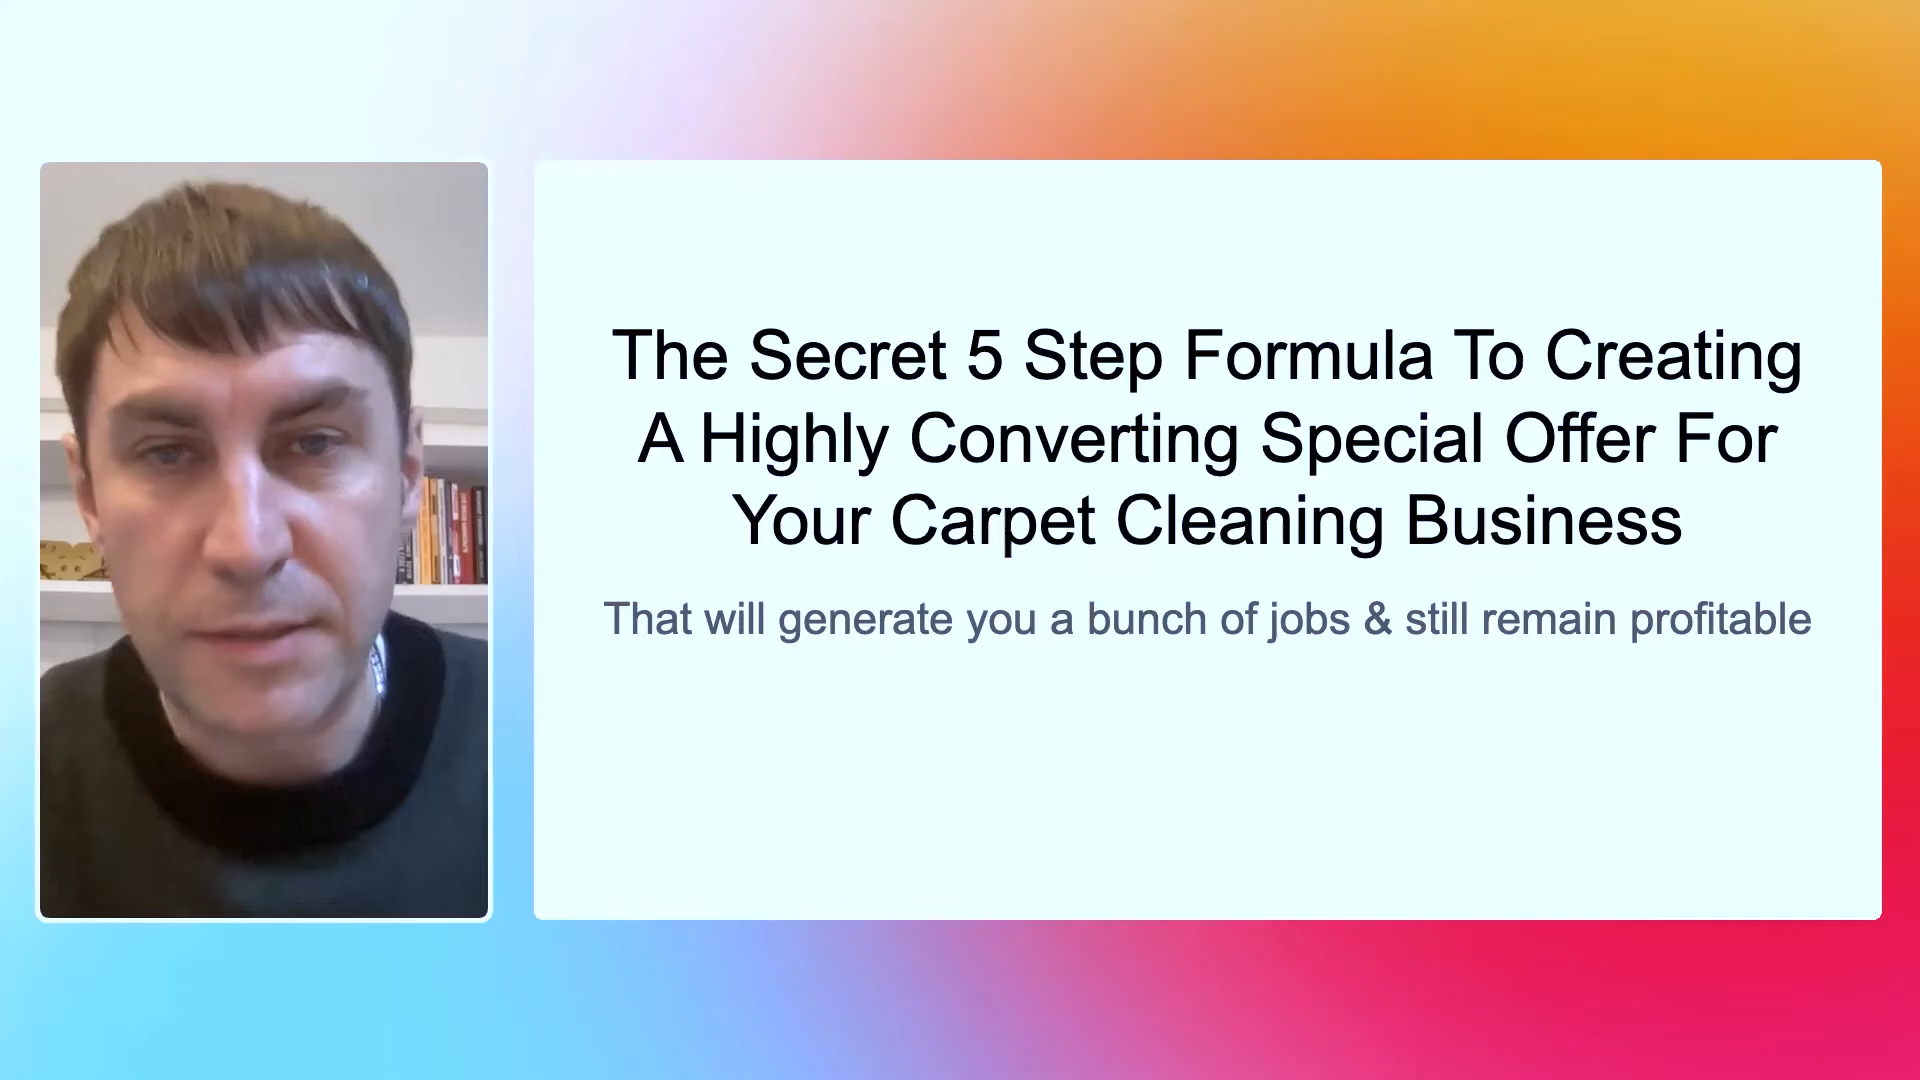 The Secret 5 Step Formula To Creating
A Highly Converting Special Offer For
Your Carpet Cleaning Business
That will generate you a bunch of jobs & still remain profitable